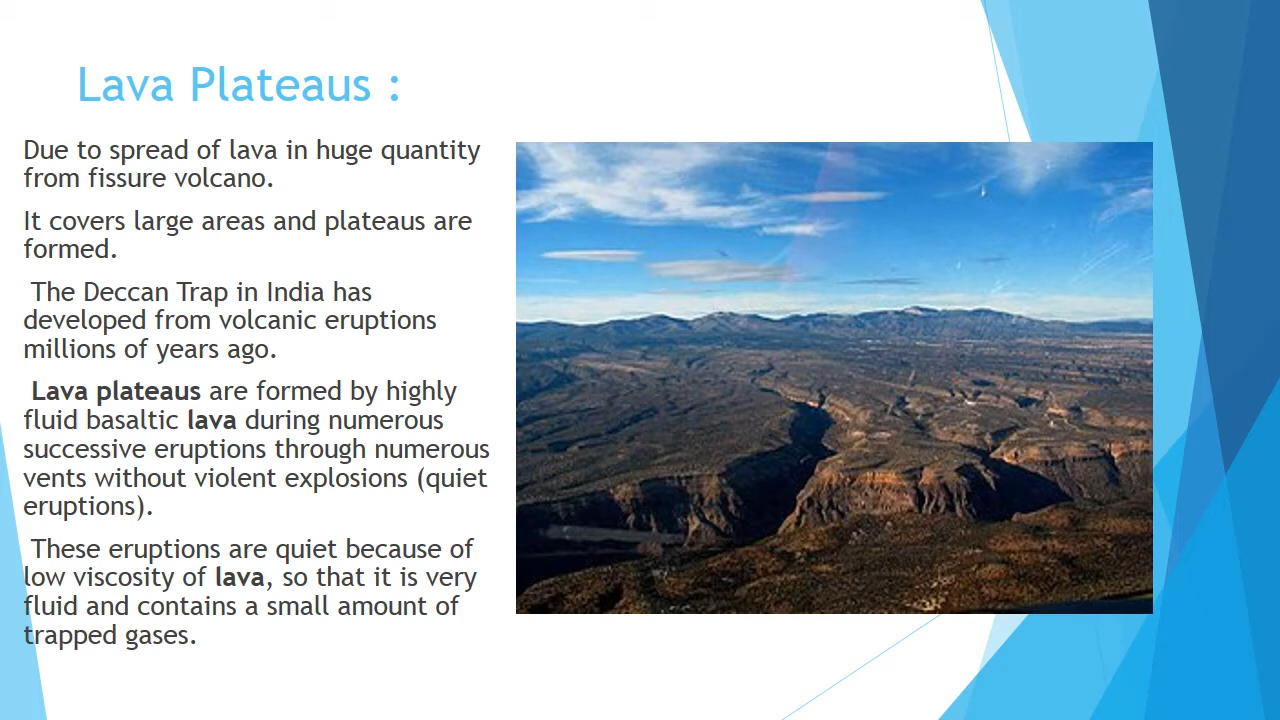 Lava Plateaus :
Due to spread of lava in huge quantity
from fissure volcano.
It covers large areas and plateaus are
formed.
The Deccan Trap in India has
developed from volcanic eruptions
millions of years ago.
Lava plateaus are formed by highly
fluid basaltic lava during numerous
successive eruptions through numerous
vents without violent explosions (quiet
eruptions).
These eruptions are quiet because of
low viscosity of lava, so that it is very
fluid and contains a small amount of
trapped gases.